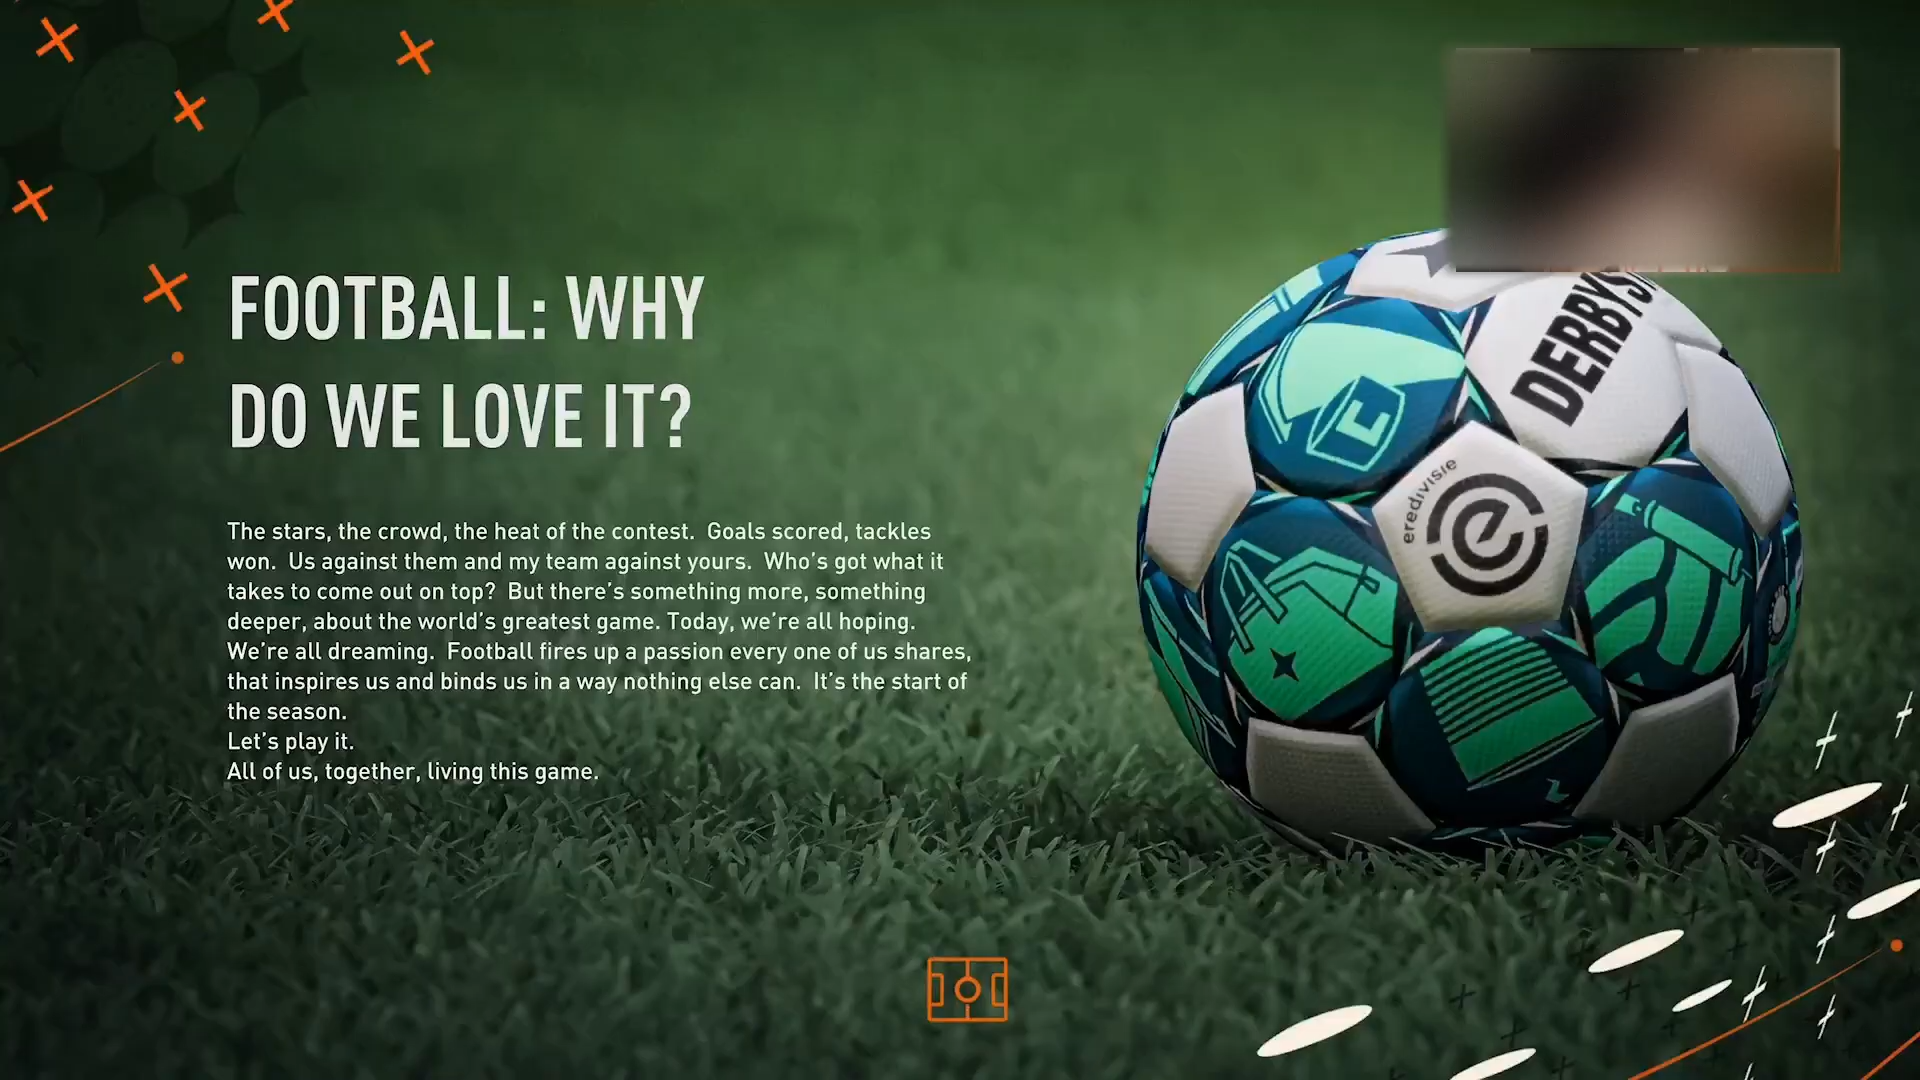 FOOTBALL: WHY
DO WE LOVE IT?
The stars, the crowd, the heat of the contest.  Goals scored, tackles
won.  Us against them and my team against yours.  Who's got what it
takes to come out on top?  But there's something more, something
deeper, about the world's greatest game. Today, we're all hoping.
We're all dreaming.  Football fires up a passion every one of us shares,
that inspires us and binds us in a way nothing else can.  It's the start of
the season.
Let's play it.
All of us, together, living this game.
eredivisie
e